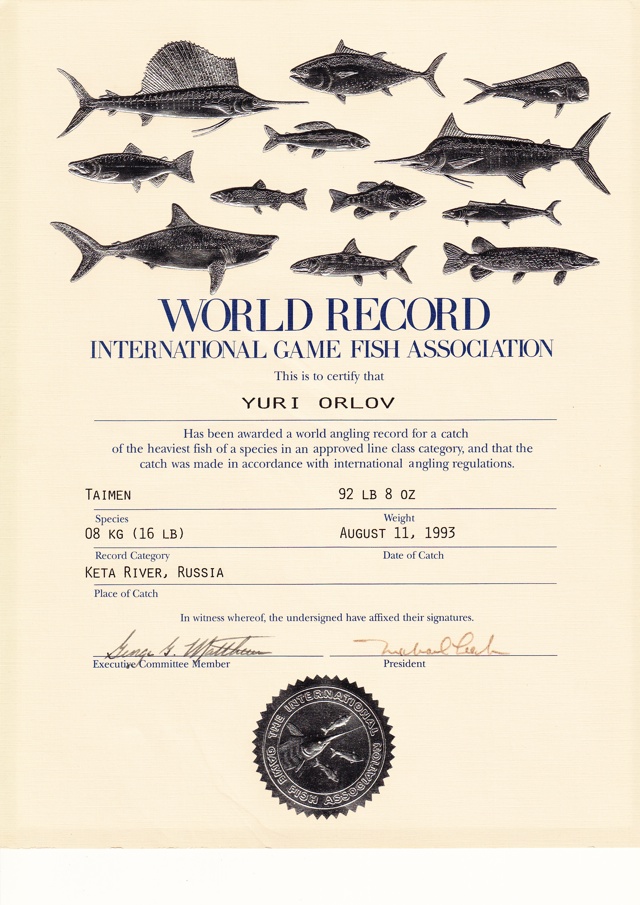 WORLD RECORD
INTERNATIONAL GAME FISH ASSOCIATION
This is to certify that
YURI ORLOV
Has been awarded a world angling record for a catch
of the heaviest fish of a species in an approved line class category, and that the
catch was made in accordance with international angling regulations.
TAIMEN 92 LB 8 OZ
Species Weight
08 KG (16 LB) AUGUST 11, 1993
Record Category Date of Catch
KETA RIVER, RUSSIA
Place of Catch
In witness whereof, the undersigned have affixed their signatures.
George G. Matthews
Executive Committee Member President
THE INTERNATIONAL GAME FISH ASSOCIATION